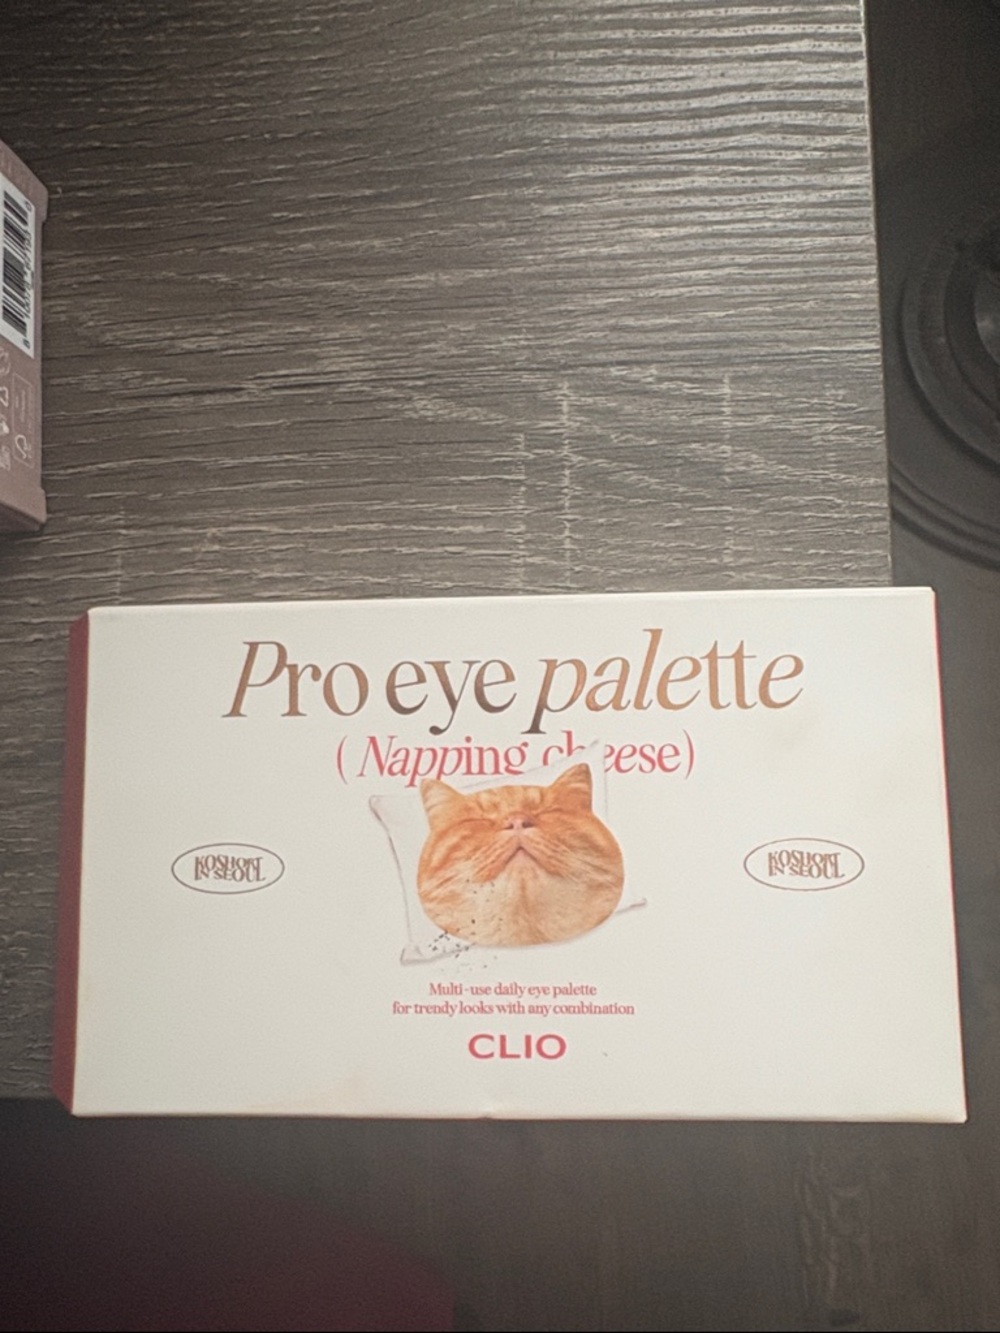 Pro eye palette
(Napping cheese)
KOSHORT
IN SEOUL
KOSHORT
IN SEOUL
Multi-use daily eye palette
for trendy looks with any combination
CLIO